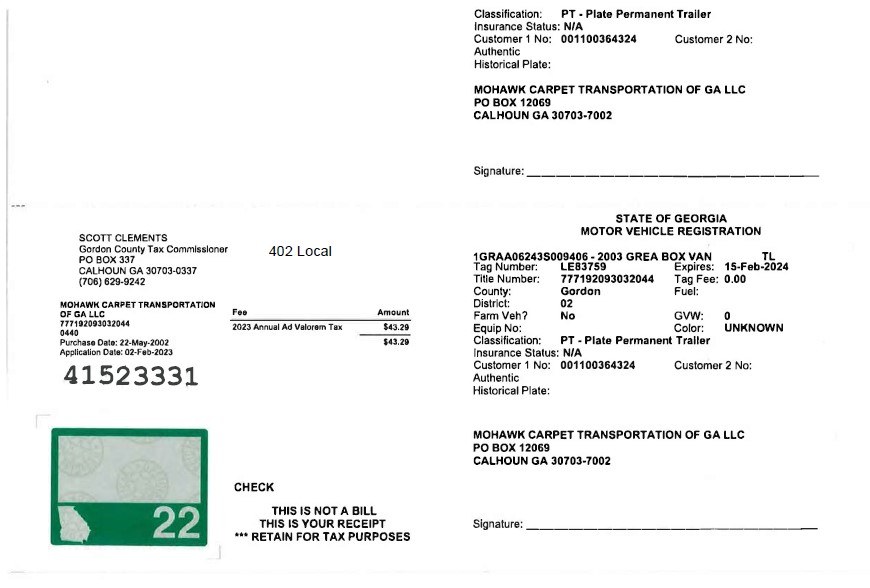 Classification: PT - Plate Permanent Trailer
Insurance Status: N/A
Customer 1 No: 001100364324 Customer 2 No:
Authentic
Historical Plate:
MOHAWK CARPET TRANSPORTATION OF GA LLC
PO BOX 12069
CALHOUN GA 30703-7002
Signature:
SCOTT CLEMENTS
Gordon County Tax Commissioner
PO BOX 337
CALHOUN GA 30703-0337
(706) 629-9242
402 Local
MOHAWK CARPET TRANSPORTATION
OF GA LLC
777192093032044
0440
Purchase Date: 22-May-2002
Application Date: 02-Feb-2023
41523331
Fee Amount
2023 Annual Ad Valorem Tax $43.29
$43.29
22
CHECK
THIS IS NOT A BILL
THIS IS YOUR RECEIPT
*** RETAIN FOR TAX PURPOSES
STATE OF GEORGIA
MOTOR VEHICLE REGISTRATION
1GRAA06243S009406 - 2003 GREA BOX VAN TL
Tag Number: LE83759 Expires: 15-Feb-2024
Title Number: 777192093032044 Tag Fee: 0.00
County: Gordon Fuel:
District: 02
Farm Veh? No GVW: 0
Equip No: Color: UNKNOWN
Classification: PT - Plate Permanent Trailer
Insurance Status: N/A
Customer 1 No: 001100364324 Customer 2 No:
Authentic
Historical Plate:
MOHAWK CARPET TRANSPORTATION OF GA LLC
PO BOX 12069
CALHOUN GA 30703-7002
Signature: